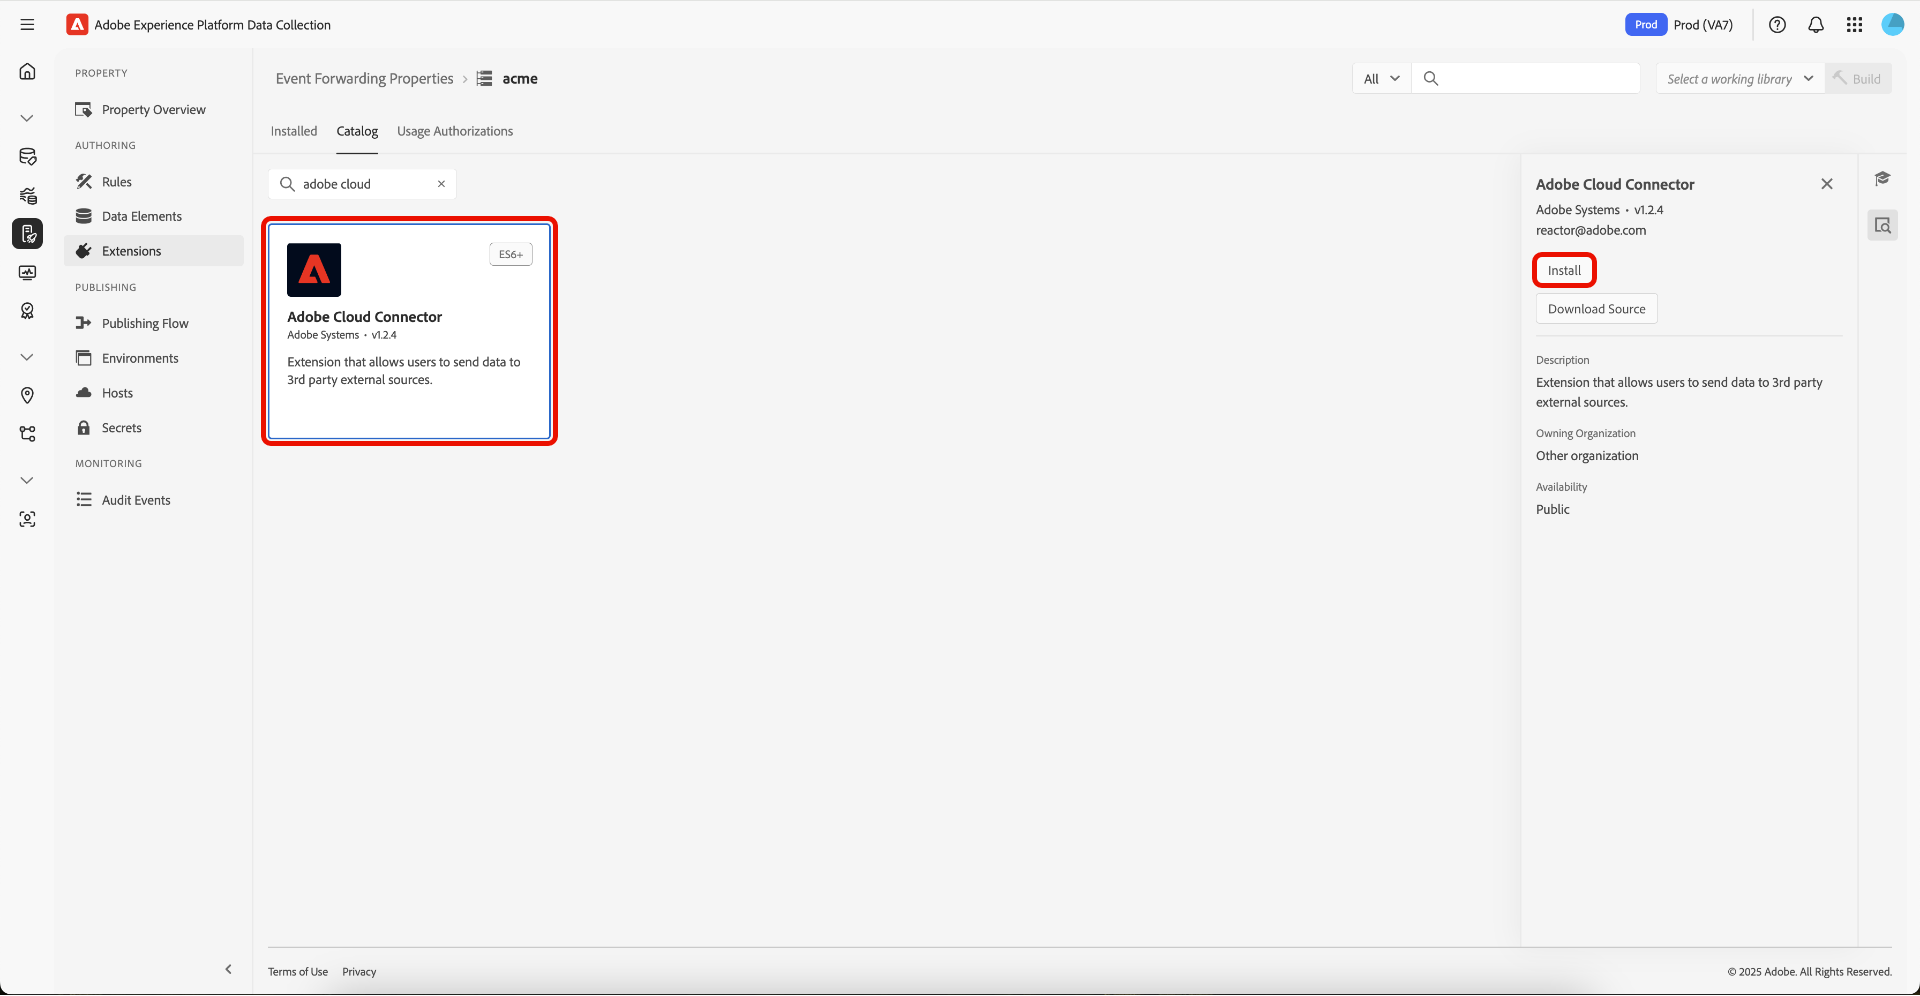 Adobe Experience Platform Data Collection
Prod
Prod (VA7)
PROPERTY
Property Overview
AUTHORING
Rules
Data Elements
Extensions
PUBLISHING
Publishing Flow
Environments
Hosts
Secrets
MONITORING
Audit Events
Event Forwarding Properties
acme
All
Select a working library
Build
Installed
Catalog
Usage Authorizations
adobe cloud
ES6+
Adobe Cloud Connector
Adobe Systems • v1.2.4
Extension that allows users to send data to
3rd party external sources.
Adobe Cloud Connector
Adobe Systems • v1.2.4
reactor@adobe.com
Install
Download Source
Description
Extension that allows users to send data to 3rd party
external sources.
Owning Organization
Other organization
Availability
Public
Terms of Use
Privacy
© 2025 Adobe. All Rights Reserved.